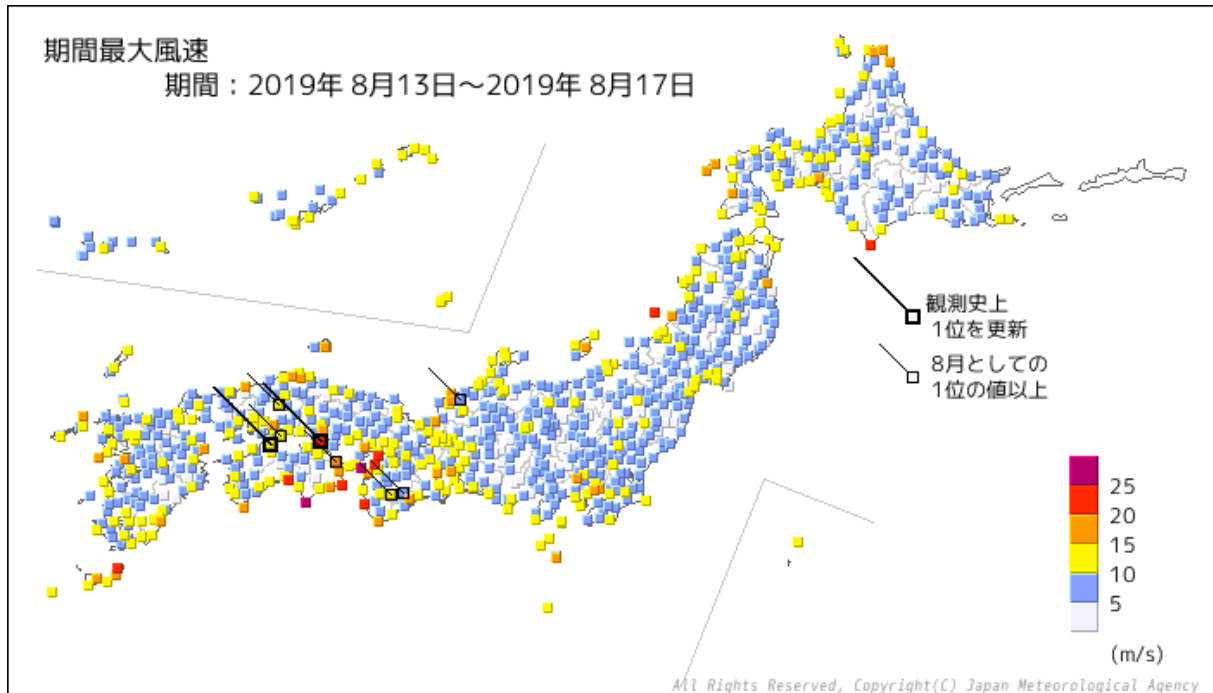 期間最大風速
期間：2019年 8月13日～2019年 8月17日
観測史上
1位を更新
8月としての
1位の値以上
25
20
15
10
5
(m/s)
All Rights Reserved, Copyright(C) Japan Meteorological Agency